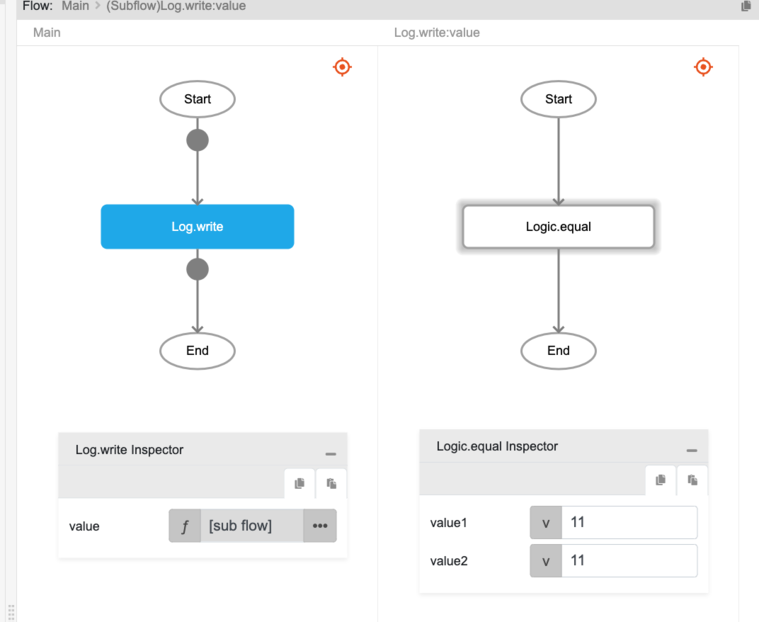 Flow: Main > (Subflow)Log.write:value
Main
Log.write:value
Start
Log.write
End
Start
Logic.equal
End
Log.write Inspector
value
f
[sub flow]
•••
Logic.equal Inspector
value1
v
11
value2
v
11